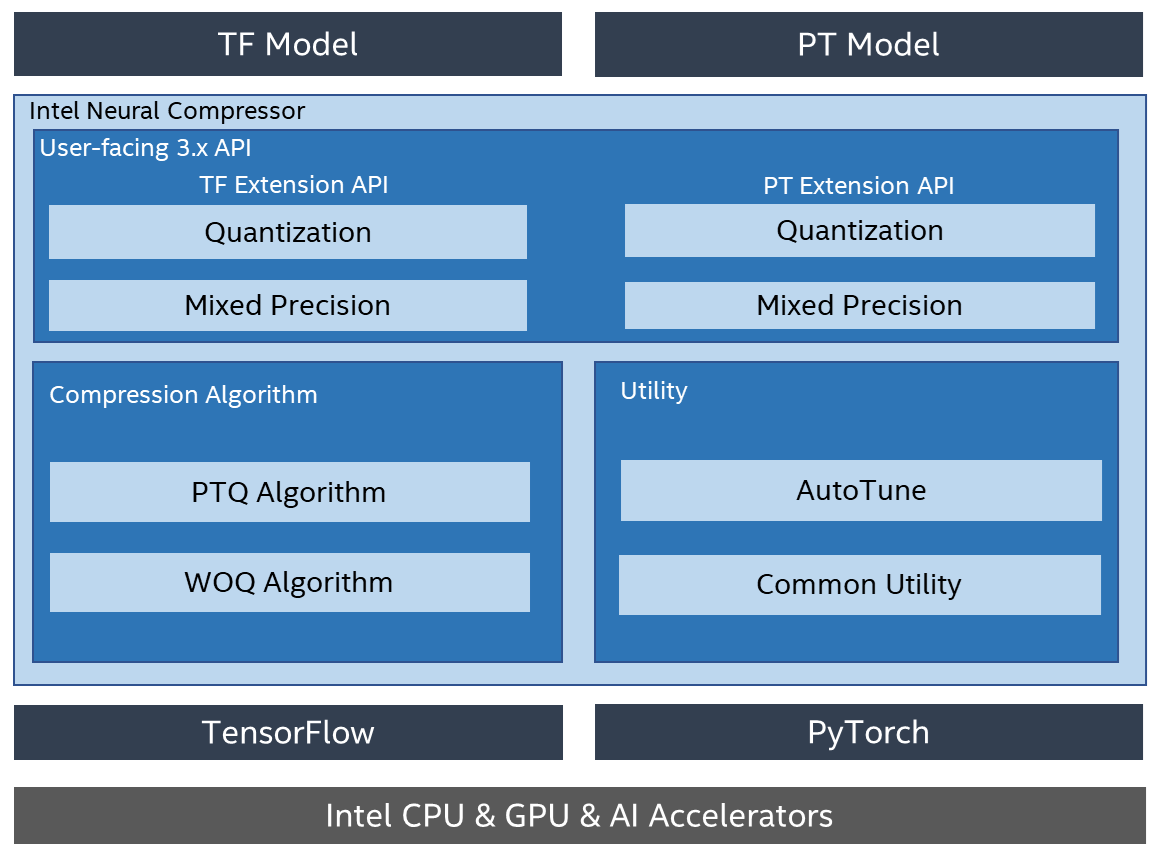 TF Model
PT Model
Intel Neural Compressor
User-facing 3.x API
TF Extension API
PT Extension API
Quantization
Quantization
Mixed Precision
Mixed Precision
Compression Algorithm
Utility
PTQ Algorithm
AutoTune
WOQ Algorithm
Common Utility
TensorFlow
PyTorch
Intel CPU & GPU & AI Accelerators